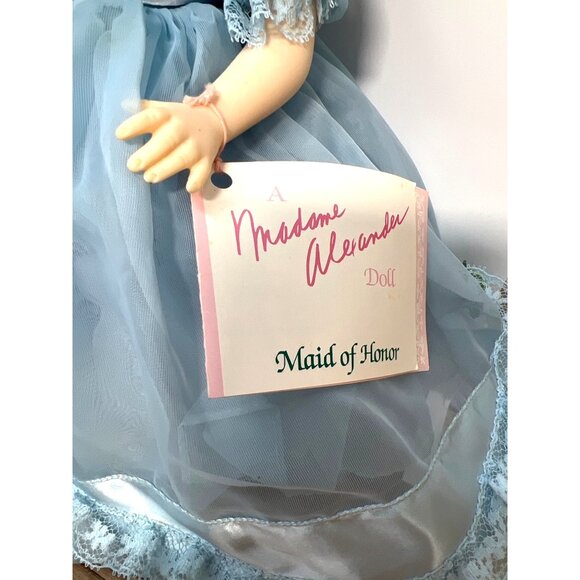 A
Madame
Alexander
Doll
Maid of Honor